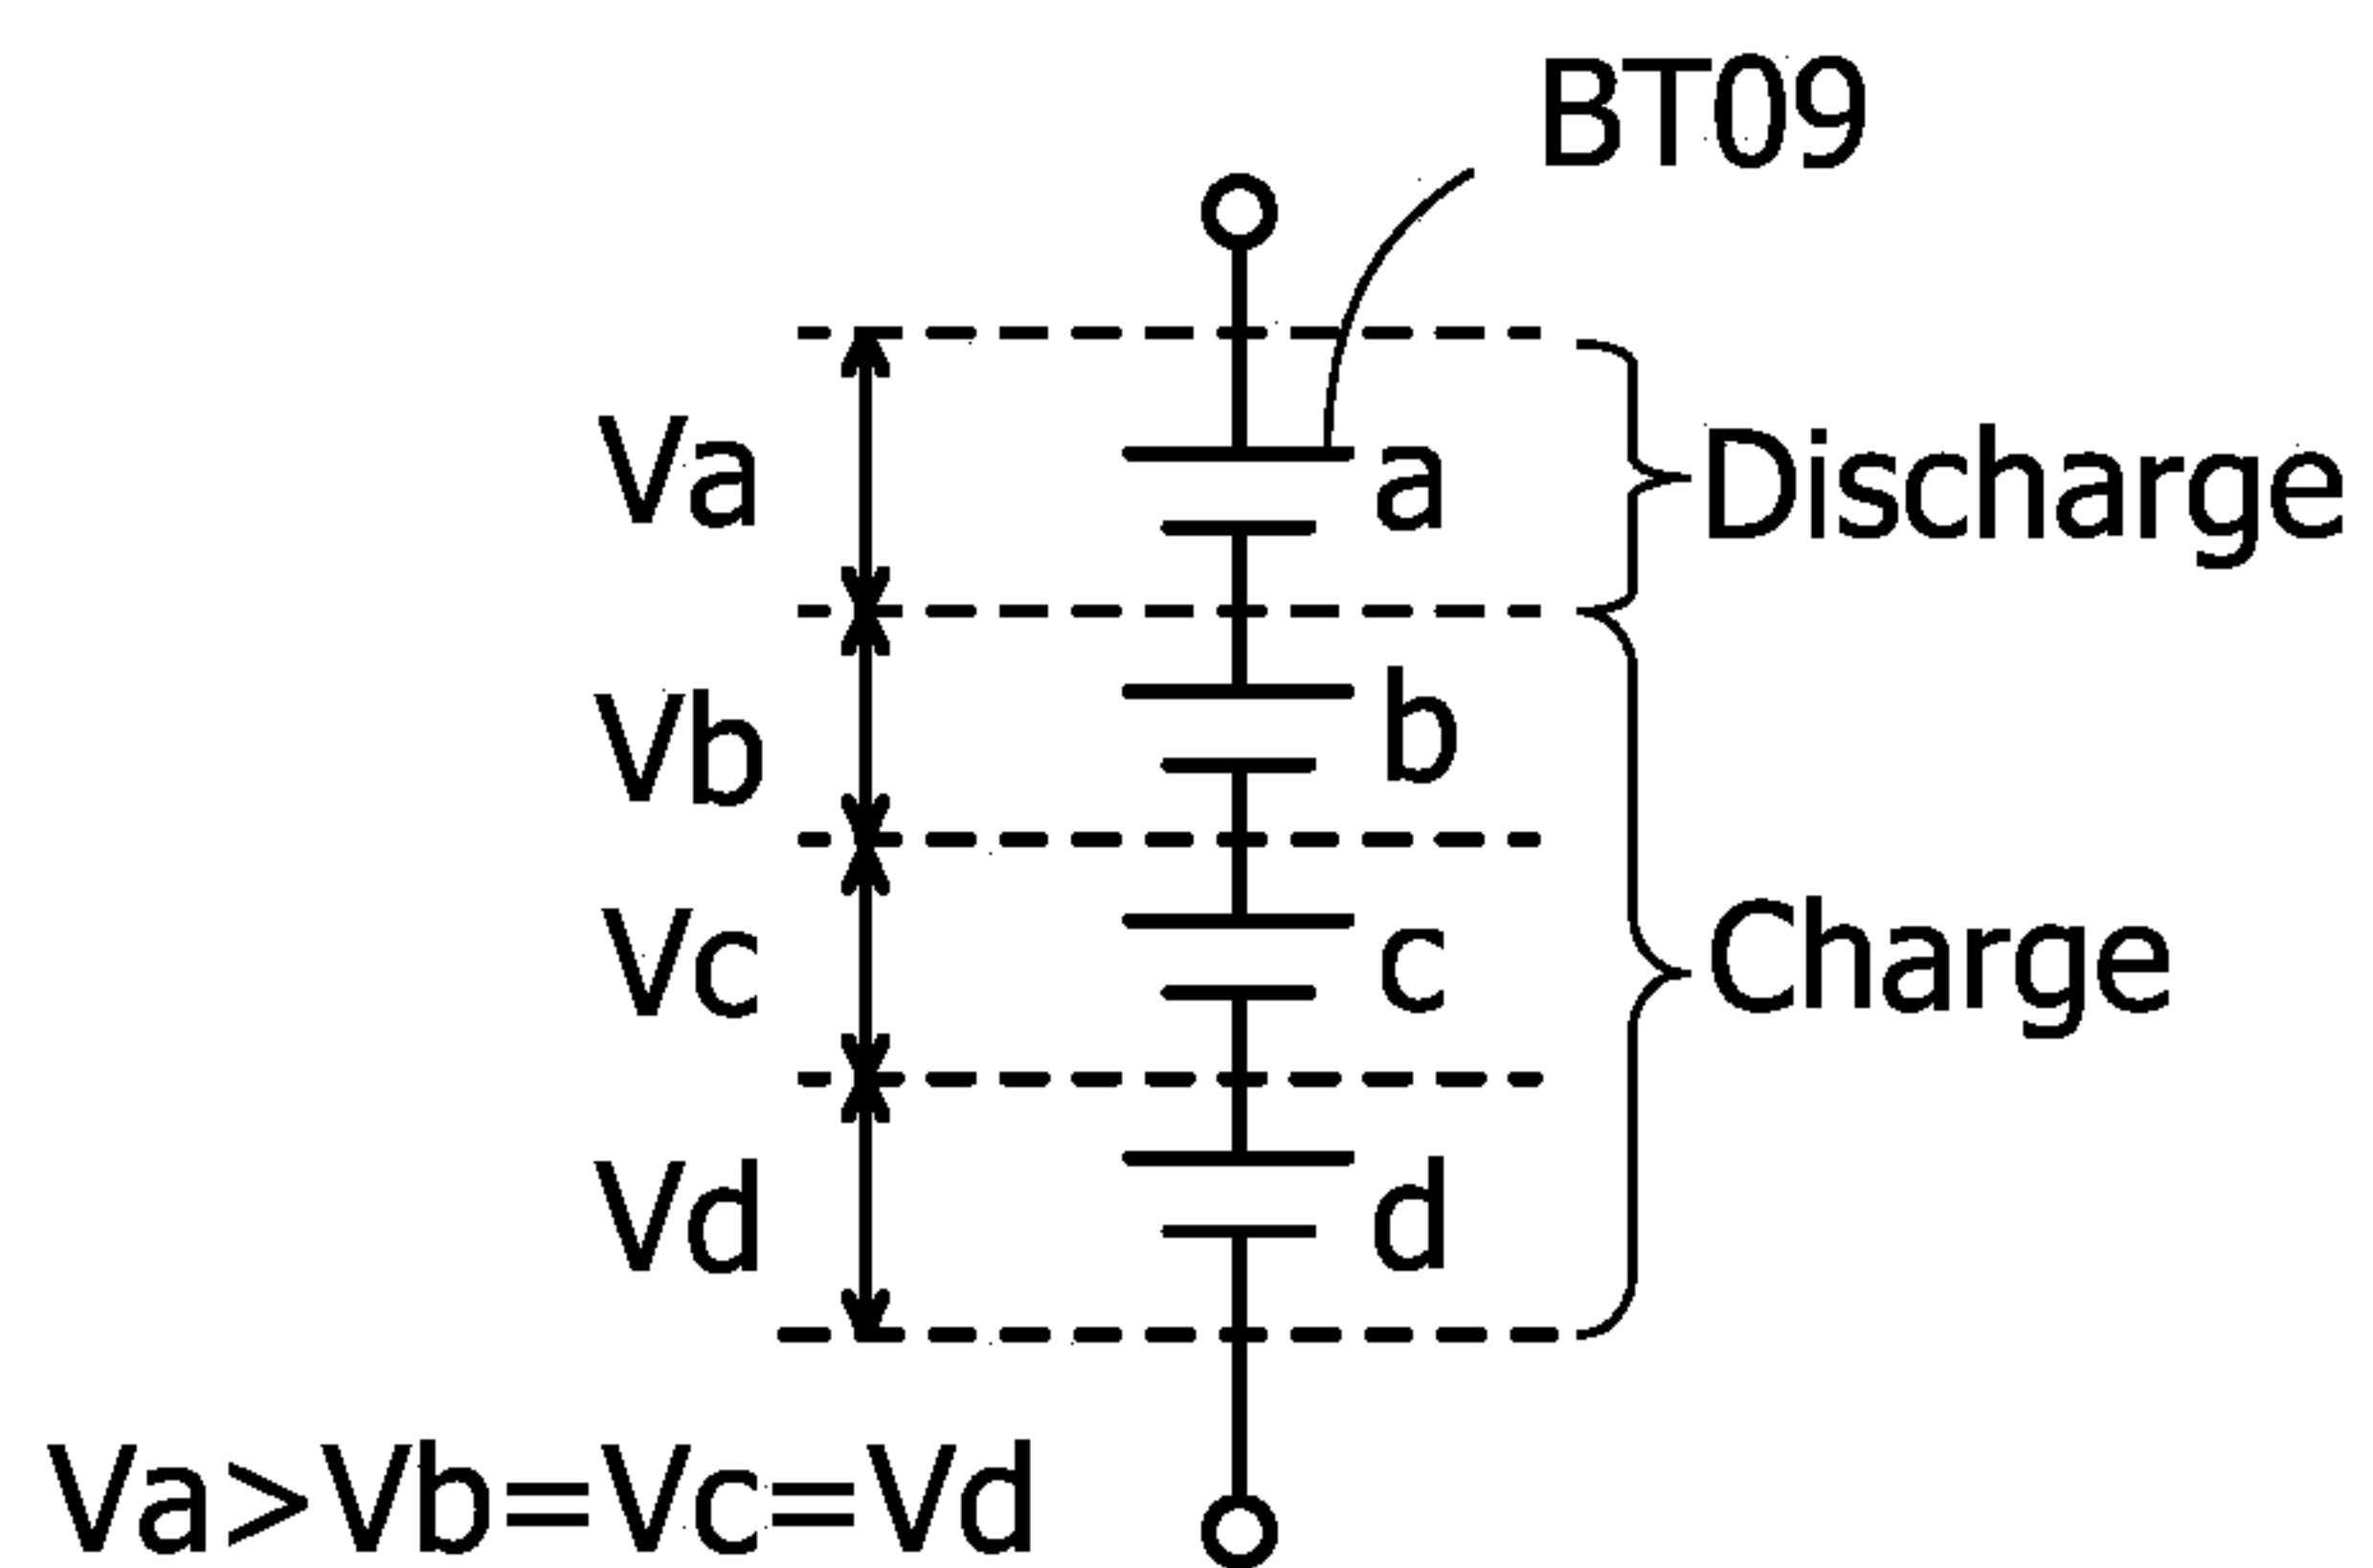 BT09
Va
a
Discharge
Vb
b
Vc
c
Charge
Vd
d
Va>Vb=Vc=Vd